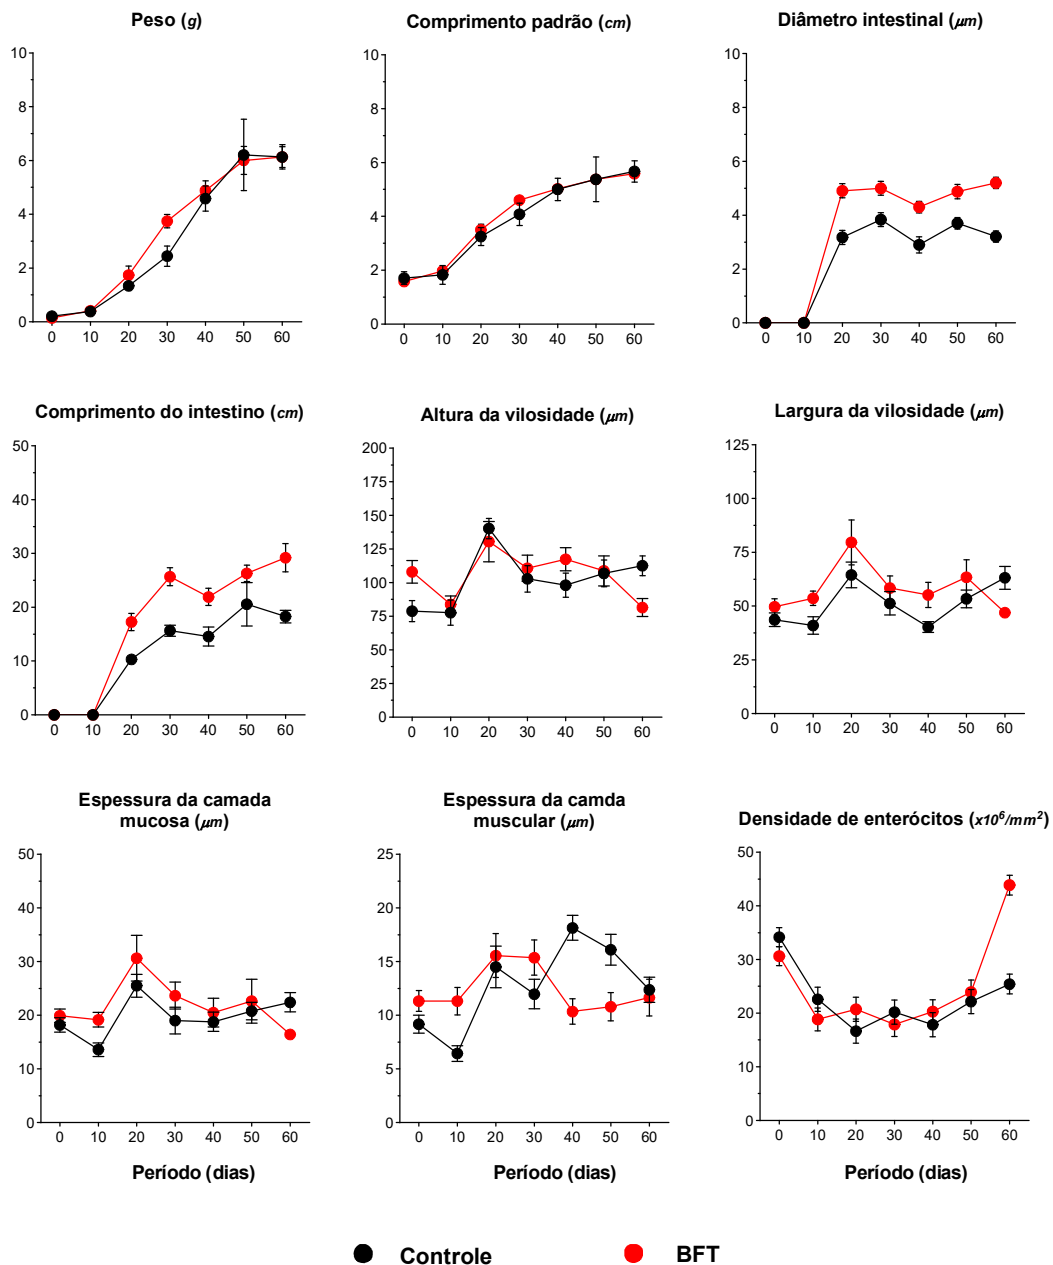 Peso (g)
Comprimento padrão (cm)
Diâmetro intestinal (μm)
10
8
6
4
2
0
0 10 20 30 40 50 60
10
8
6
4
2
0
0 10 20 30 40 50 60
10
8
6
4
2
0
0 10 20 30 40 50 60
Comprimento do intestino (cm)
Altura da vilosidade (μm)
Largura da vilosidade (μm)
50
40
30
20
10
0
0 10 20 30 40 50 60
200
175
150
125
100
75
50
25
0
0 10 20 30 40 50 60
125
100
75
50
25
0
0 10 20 30 40 50 60
Espessura da camada
mucosa (μm)
Espessura da camda
muscular (μm)
Densidade de enterócitos (x10⁶/mm²)
50
40
30
20
10
0
0 10 20 30 40 50 60
Período (dias)
25
20
15
10
5
0
0 10 20 30 40 50 60
Período (dias)
50
40
30
20
10
0
0 10 20 30 40 50 60
Período (dias)
Controle
BFT